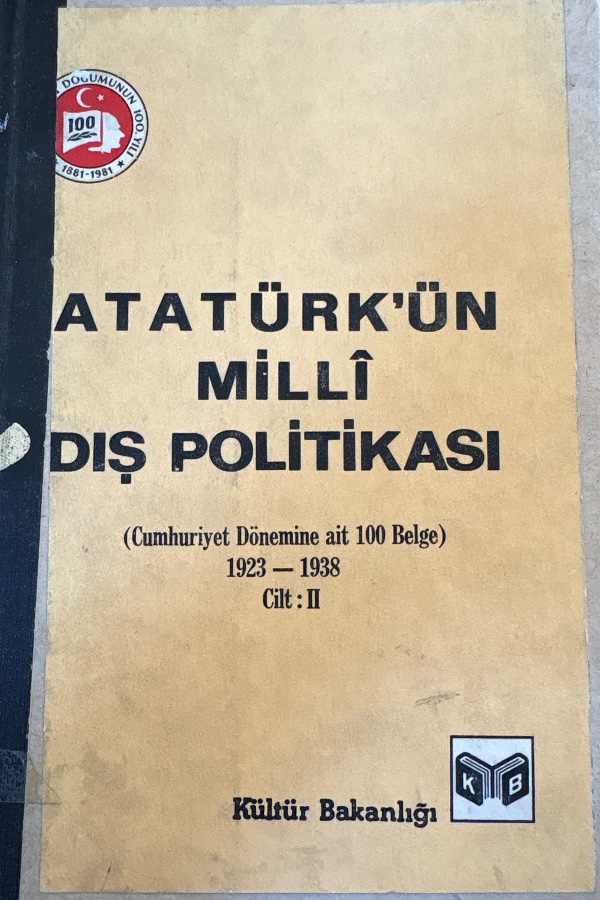 DOĞUMUNUN 100. YILI
100
1881-1981
ATATÜRK'ÜN
MİLLÎ
DIŞ POLİTİKASI
(Cumhuriyet Dönemine ait 100 Belge)
1923 — 1938
Cilt : II
K B
Kültür Bakanlığı